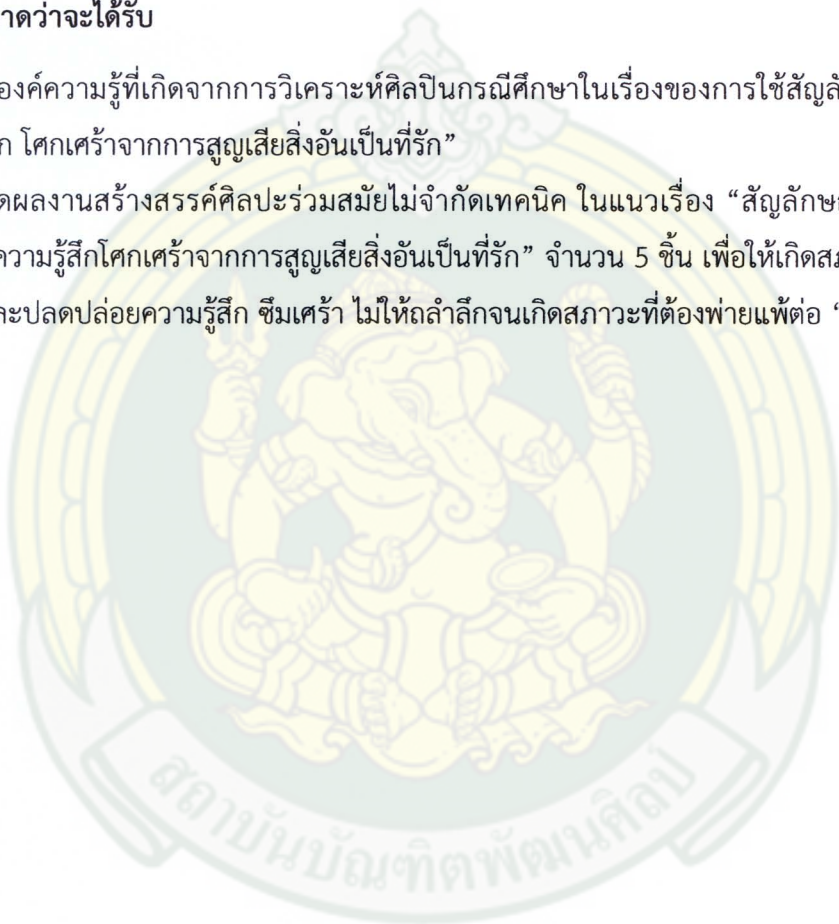 าดว่าจะได้รับ
องค์ความรู้ที่เกิดจากการวิเคราะห์ศิลปินกรณีศึกษาในเรื่องของการใช้สัญลั
ก โศกเศร้าจากการสูญเสียสิ่งอันเป็นที่รัก”
ดผลงานสร้างสรรค์ศิลปะร่วมสมัยไม่จำกัดเทคนิค ในแนวเรื่อง “สัญลักษ
ความรู้สึกโศกเศร้าจากการสูญเสียสิ่งอันเป็นที่รัก” จำนวน 5 ชิ้น เพื่อให้เกิดสภ
ละปลดปล่อยความรู้สึก ซึมเศร้า ไม่ให้ถลำลึกจนเกิดสภาวะที่ต้องพ่ายแพ้ต่อ ‘
สถาบันบัณฑิตพัฒนศิลป์